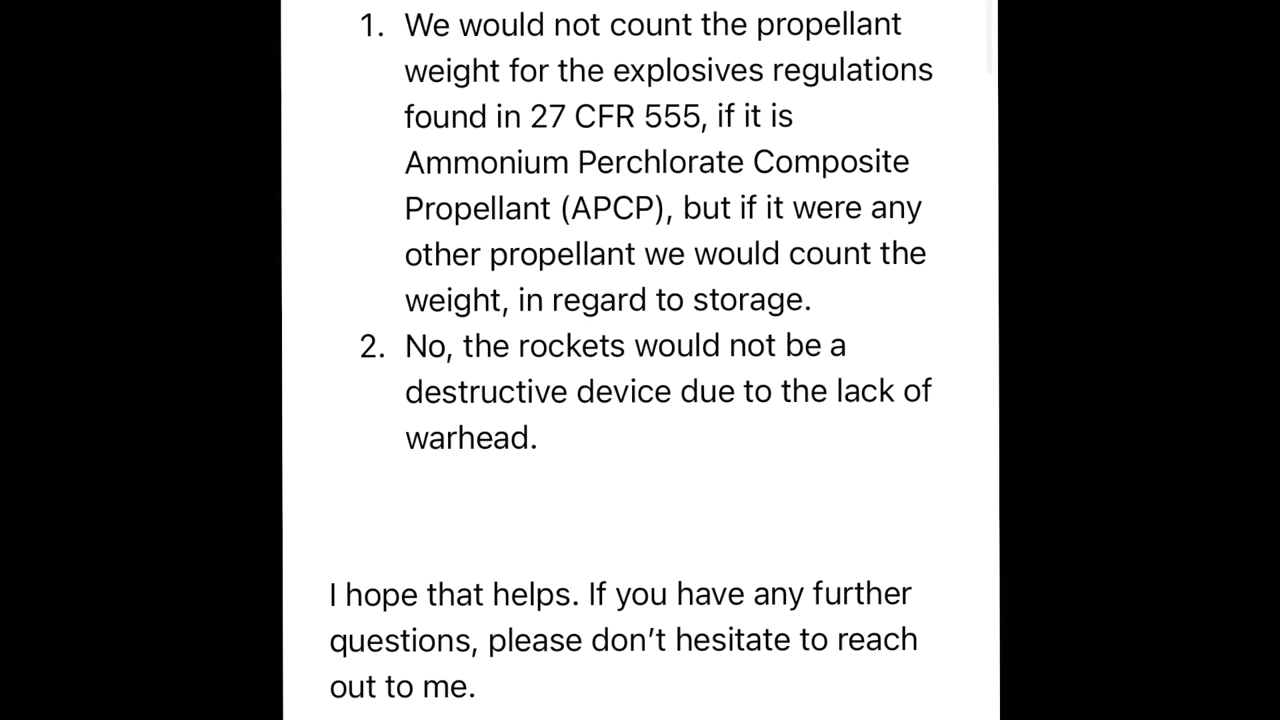 1. We would not count the propellant
weight for the explosives regulations
found in 27 CFR 555, if it is
Ammonium Perchlorate Composite
Propellant (APCP), but if it were any
other propellant we would count the
weight, in regard to storage.
2. No, the rockets would not be a
destructive device due to the lack of
warhead.
I hope that helps. If you have any further
questions, please don’t hesitate to reach
out to me.